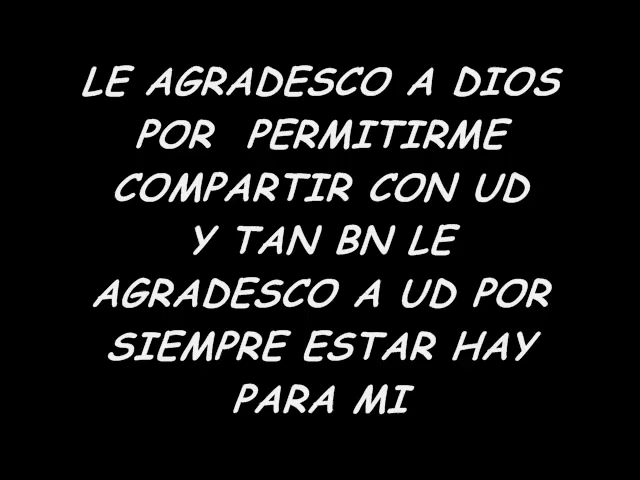 LE AGRADESCO A DIOS
POR PERMITIRME
COMPARTIR CON UD
Y TAN BN LE
AGRADESCO A UD POR
SIEMPRE ESTAR HAY
PARA MI